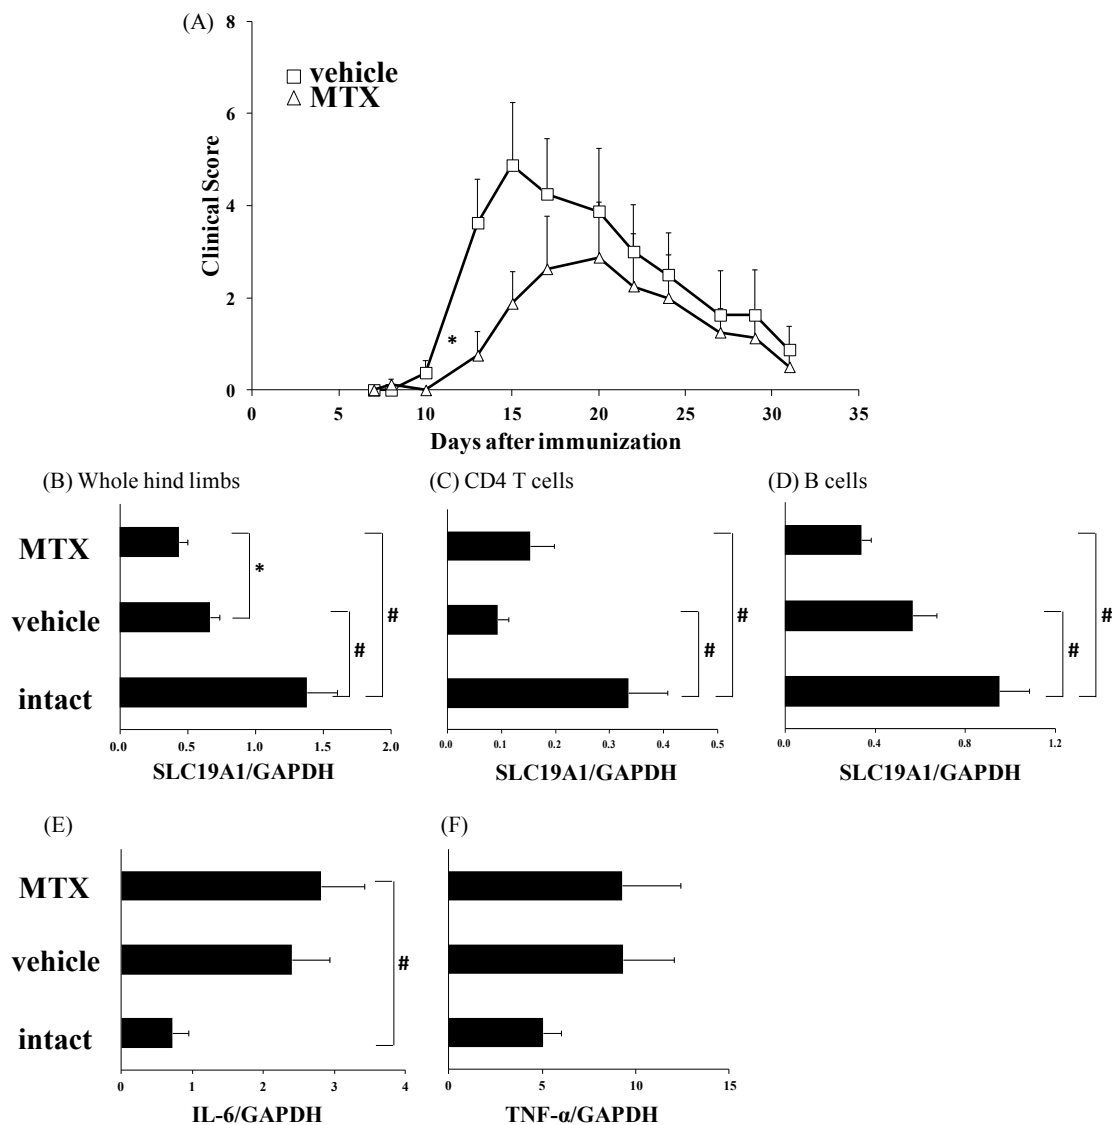 (A)
8
6
4
2
0
Clinical Score
vehicle
MTX
*
0 5 10 15 20 25 30 35
Days after immunization
(B) Whole hind limbs
MTX
vehicle
intact
*
#
#
0.0 0.5 1.0 1.5 2.0
SLC19A1/GAPDH
(C) CD4 T cells
#
#
0.0 0.1 0.2 0.3 0.4 0.5
SLC19A1/GAPDH
(D) B cells
#
#
0.0 0.4 0.8 1.2
SLC19A1/GAPDH
(E)
MTX
vehicle
intact
#
0 1 2 3 4
IL-6/GAPDH
(F)
0 5 10 15
TNF-α/GAPDH